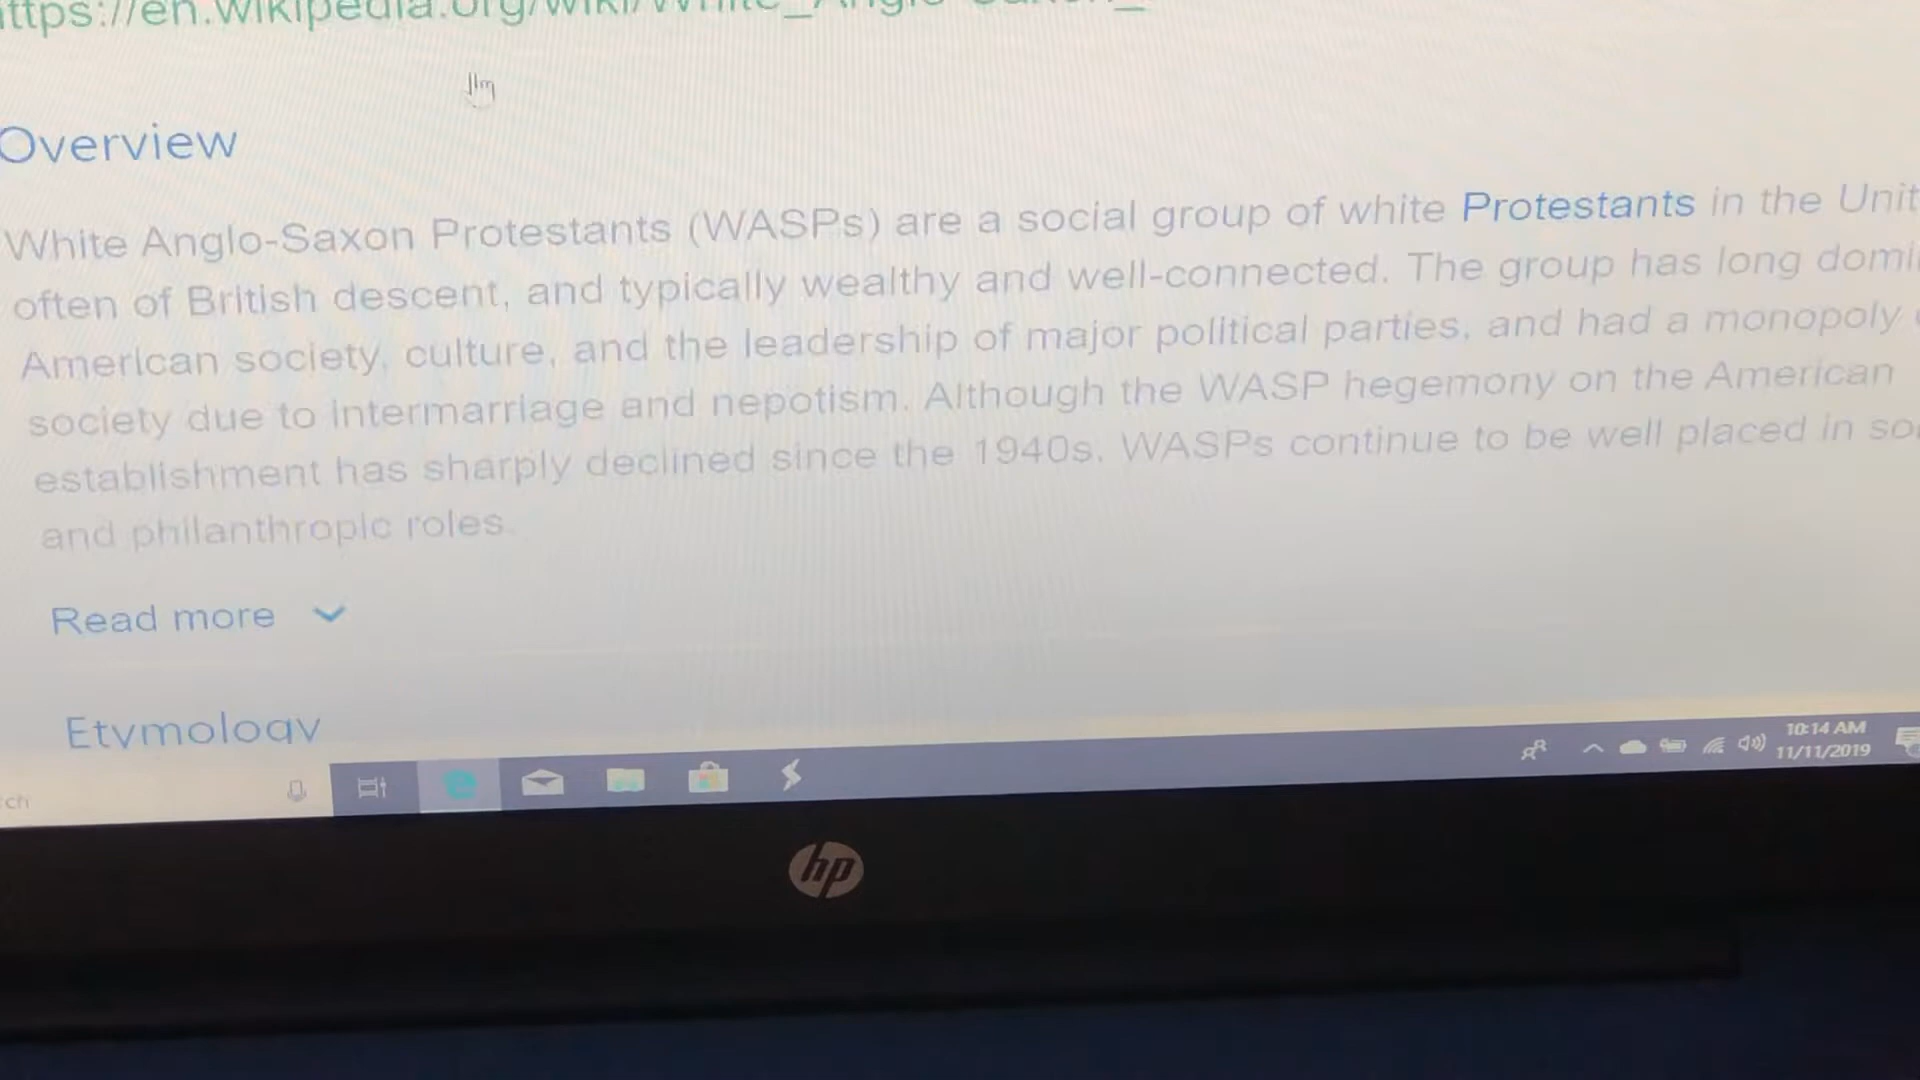 ttps://en.wikipedia.org/wiki/White_Anglo-Saxon_
Overview
White Anglo-Saxon Protestants (WASPs) are a social group of white Protestants in the Unit
often of British descent, and typically wealthy and well-connected. The group has long domi
American society, culture, and the leadership of major political parties, and had a monopoly
society due to intermarriage and nepotism. Although the WASP hegemony on the American
establishment has sharply declined since the 1940s, WASPs continue to be well placed in so
and philanthropic roles.
Read more
Etymology
10:14 AM
11/11/2019
rch
hp